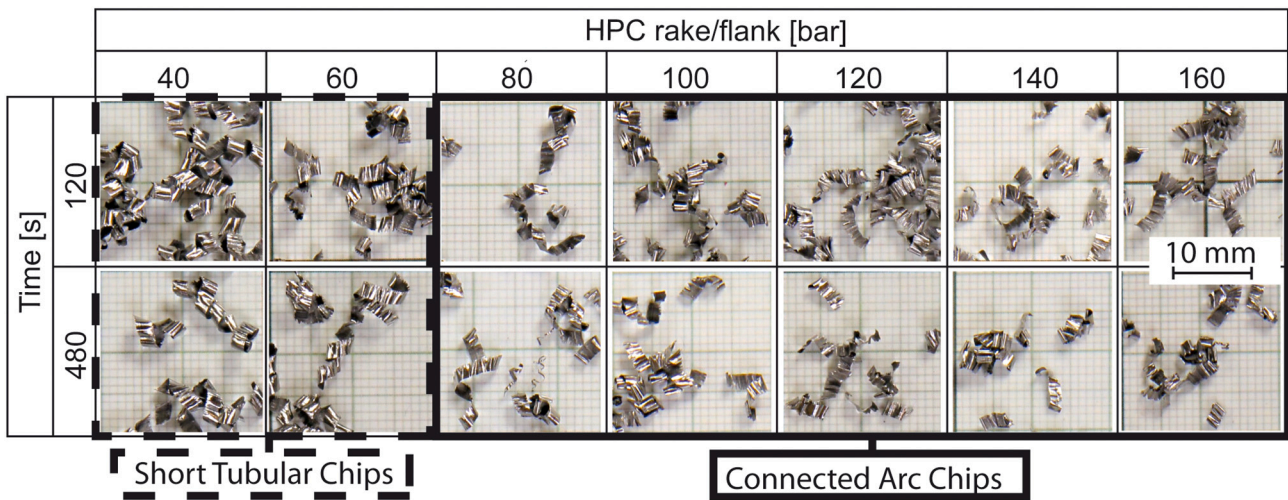 HPC rake/flank [bar]
40 60 80 100 120 140 160
Time [s]
120
480
10 mm
Short Tubular Chips
Connected Arc Chips